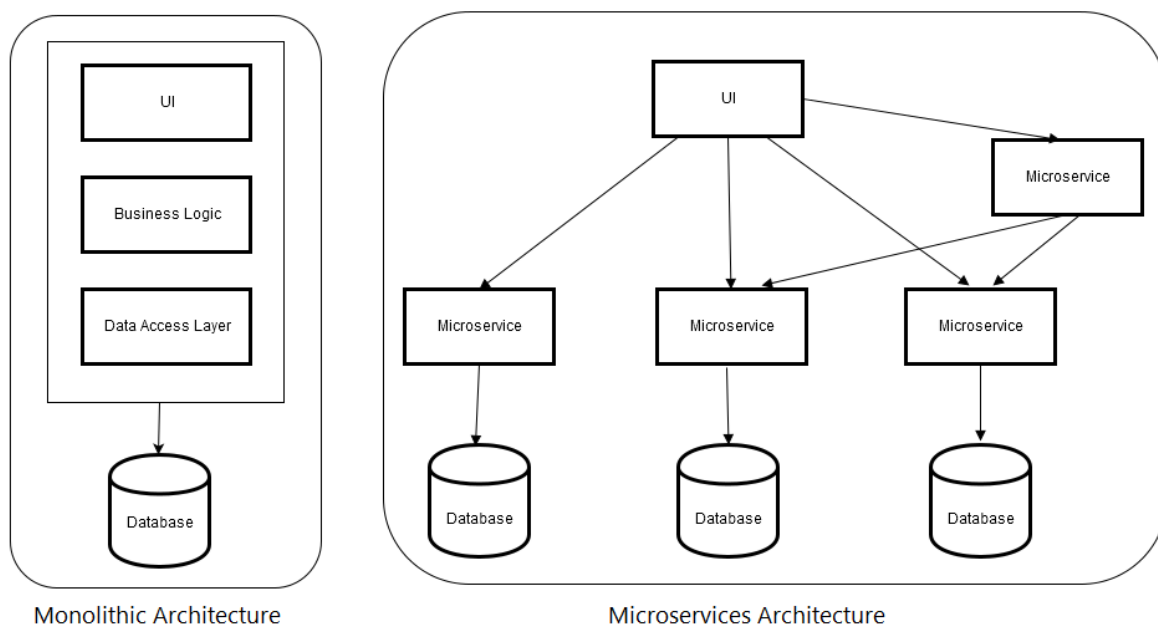 UI
Business Logic
Data Access Layer
Database
Monolithic Architecture
UI
Microservice
Microservice
Microservice
Microservice
Database
Database
Database
Microservices Architecture